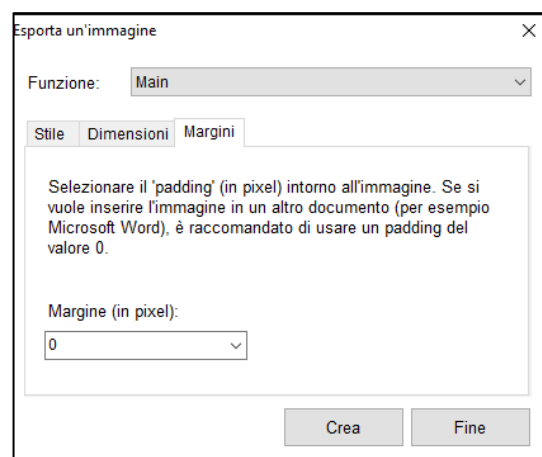 Esporta un'immagine
Funzione: Main
Stile Dimensioni Margini
Selezionare il 'padding' (in pixel) intorno all'immagine. Se si
vuole inserire l'immagine in un altro documento (per esempio
Microsoft Word), è raccomandato di usare un padding del
valore 0.
Margine (in pixel):
0
Crea Fine